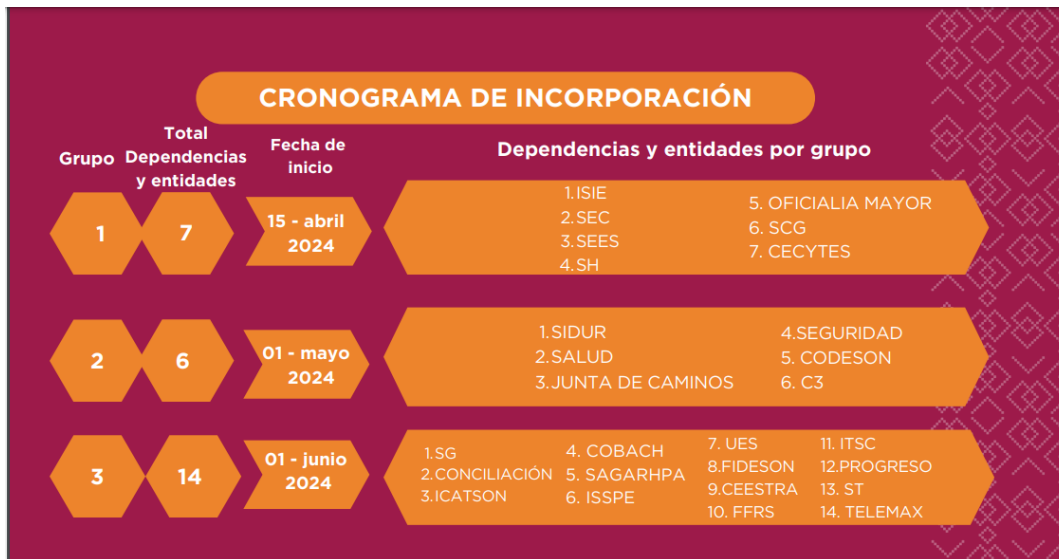 CRONOGRAMA DE INCORPORACIÓN
Grupo
Total
Dependencias
y entidades
Fecha de
inicio
Dependencias y entidades por grupo
1
7
15 - abril
2024
1.ISIE
2.SEC
3.SEES
4.SH
5. OFICIALIA MAYOR
6. SCG
7. CECYTES
2
6
01 - mayo
2024
1.SIDUR
2.SALUD
3.JUNTA DE CAMINOS
4.SEGURIDAD
5. CODESON
6. C3
3
14
01 - junio
2024
1.SG
2.CONCILIACIÓN
3.ICATSON
4. COBACH
5. SAGARHPA
6. ISSPE
7. UES
8.FIDESON
9.CEESTRA
10. FFRS
11. ITSC
12.PROGRESO
13. ST
14. TELEMAX